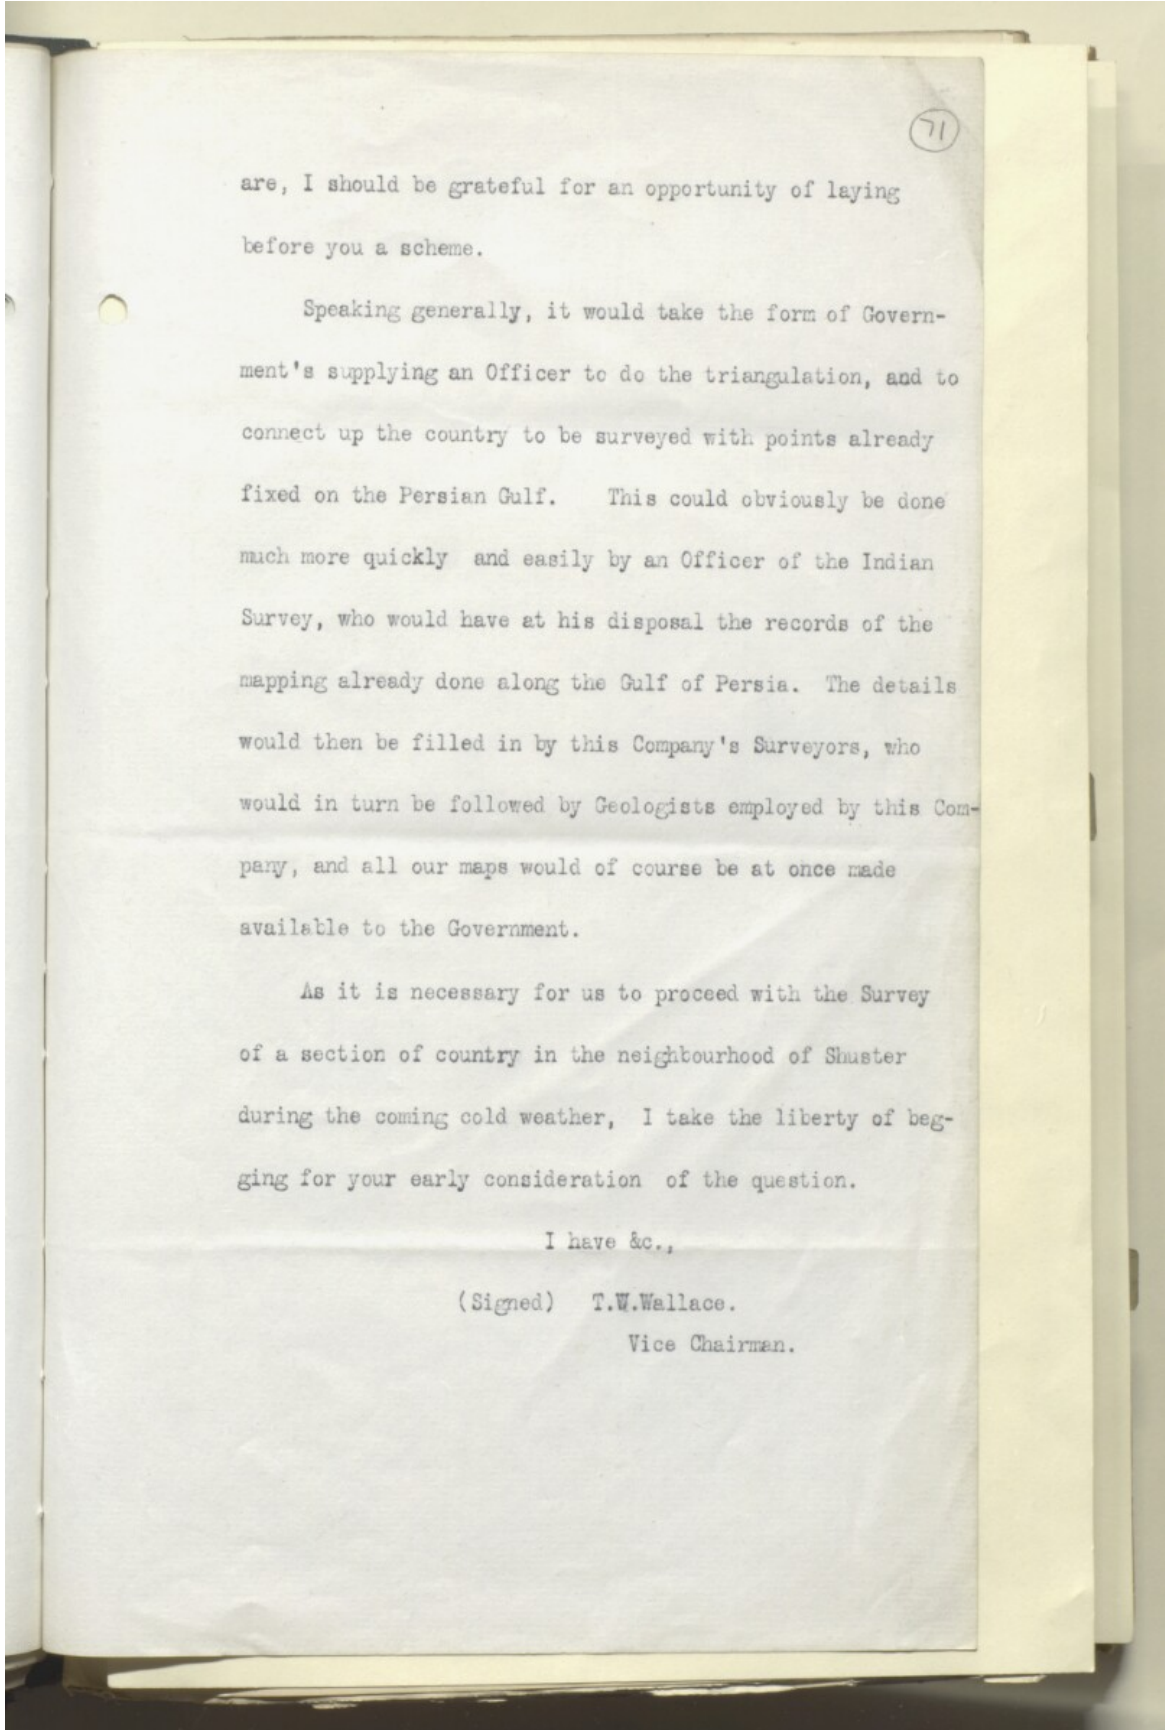 71
are, I should be grateful for an opportunity of laying
before you a scheme.
Speaking generally, it would take the form of Govern-
ment's supplying an Officer to do the triangulation, and to
connect up the country to be surveyed with points already
fixed on the Persian Gulf. This could obviously be done
much more quickly and easily by an Officer of the Indian
Survey, who would have at his disposal the records of the
mapping already done along the Gulf of Persia. The details
would then be filled in by this Company's Surveyors, who
would in turn be followed by Geologists employed by this Com-
pany, and all our maps would of course be at once made
available to the Government.
As it is necessary for us to proceed with the Survey
of a section of country in the neighbourhood of Shuster
during the coming cold weather, I take the liberty of beg-
ging for your early consideration of the question.
I have &c.,
(Signed) T.W.Wallace.
Vice Chairman.